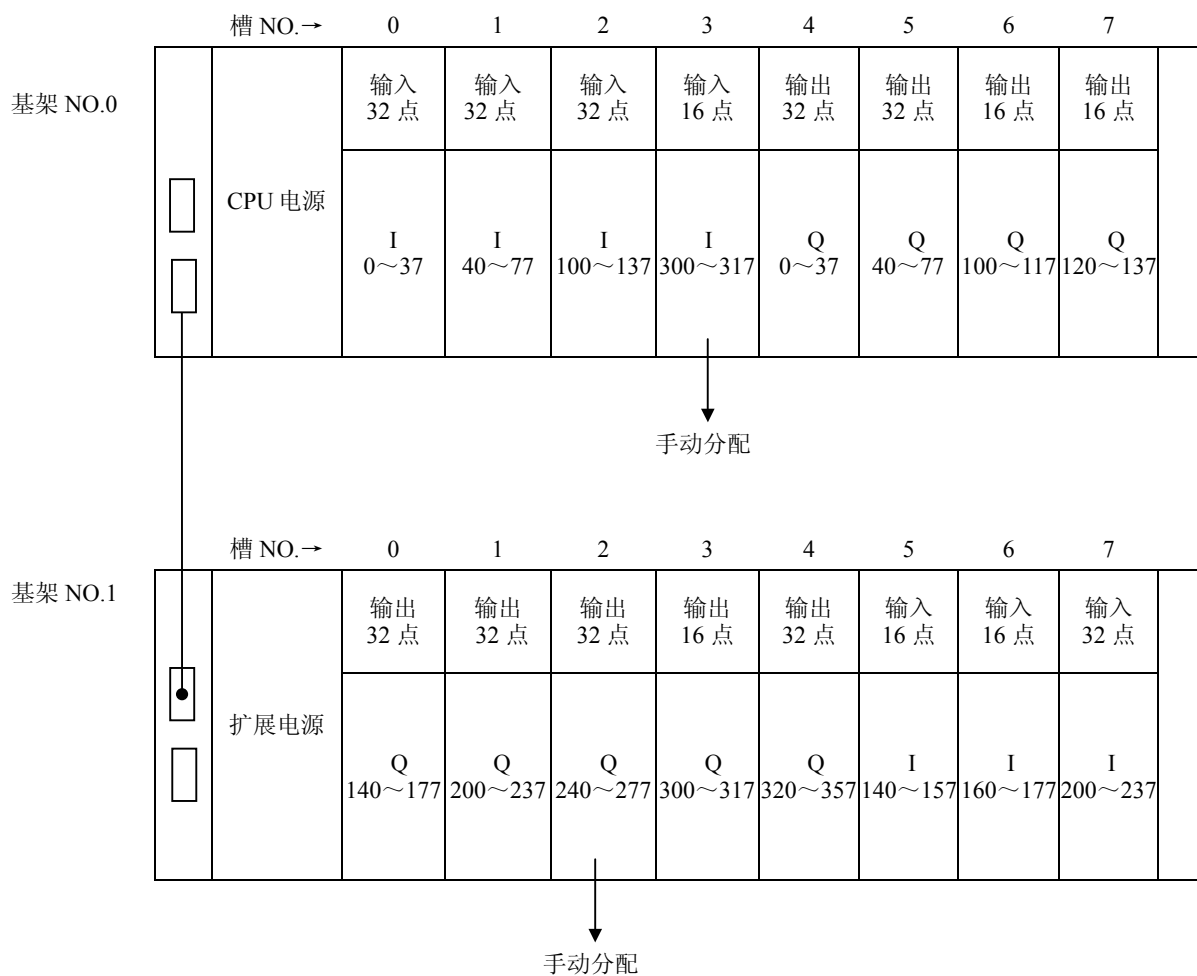 槽 NO.→ 0 1 2 3 4 5 6 7
基架 NO.0
输入 输入 输入 输入 输出 输出 输出 输出
32 点 32 点 32 点 16 点 32 点 32 点 16 点 16 点
CPU 电源
I I I I Q Q Q Q
0～37 40～77 100～137 300～317 0～37 40～77 100～117 120～137
手动分配
槽 NO.→ 0 1 2 3 4 5 6 7
基架 NO.1
输出 输出 输出 输出 输出 输入 输入 输入
32 点 32 点 32 点 16 点 32 点 16 点 16 点 32 点
扩展电源
Q Q Q Q Q I I I
140～177 200～237 240～277 300～317 320～357 140～157 160～177 200～237
手动分配